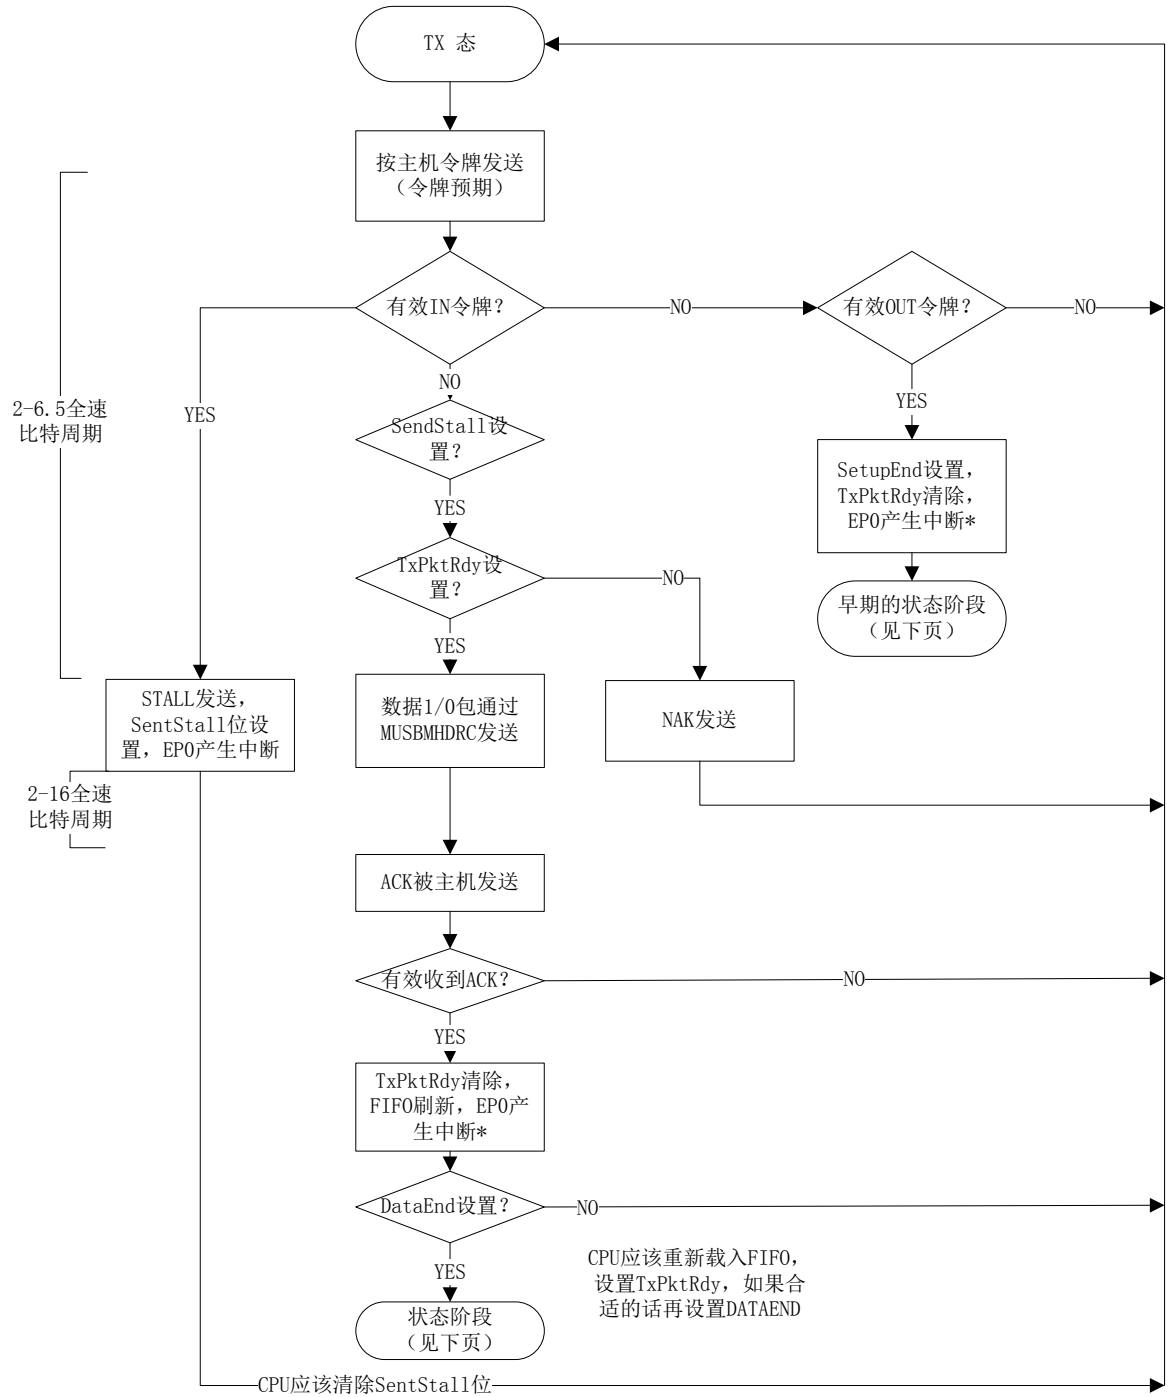 TX 态
按主机令牌发送
(令牌预期)
有效IN令牌?
NO
有效OUT令牌?
NO
YES
NO
SendStall设
置?
YES
TxPktRdy设
置?
NO
YES
YES
SetupEnd设置,
TxPktRdy清除,
EP0产生中断*
早期的状态阶段
(见下页)
2-6.5全速
比特周期
STALL发送,
SentStall位设
置, EP0产生中断
数据1/0包通过
MUSBMHDRC发送
NAK发送
2-16全速
比特周期
ACK被主机发送
有效收到ACK?
NO
YES
TxPktRdy清除,
FIFO刷新, EP0产
生中断*
DataEnd设置?
NO
YES
CPU应该重新载入FIFO,
设置TxPktRdy, 如果合
适的话再设置DATAEND
状态阶段
(见下页)
CPU应该清除SentStall位